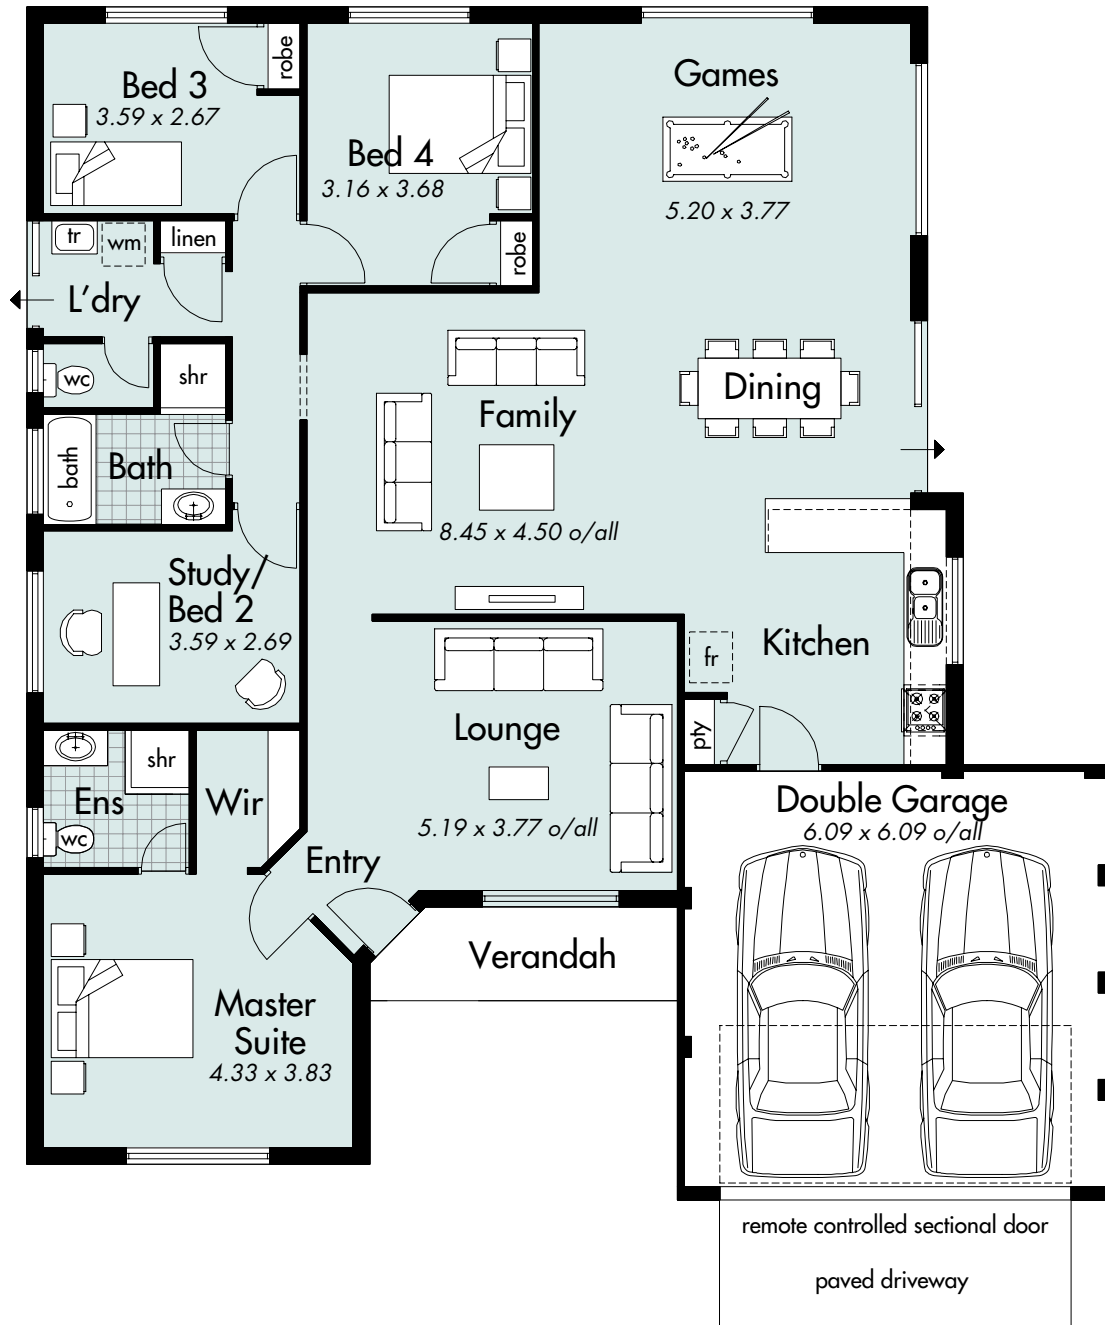 Bed 3
3.59 x 2.67
robe
Bed 4
3.16 x 3.68
robe
Games
5.20 x 3.77
tr
wm
linen
L'dry
wc
shr
bath
Bath
Family
8.45 x 4.50 o/all
Dining
Study/
Bed 2
3.59 x 2.69
Kitchen
fr
pty
Lounge
5.19 x 3.77 o/all
shr
Ens
wc
Wir
Entry
Double Garage
6.09 x 6.09 o/all
Verandah
Master
Suite
4.33 x 3.83
remote controlled sectional door
paved driveway